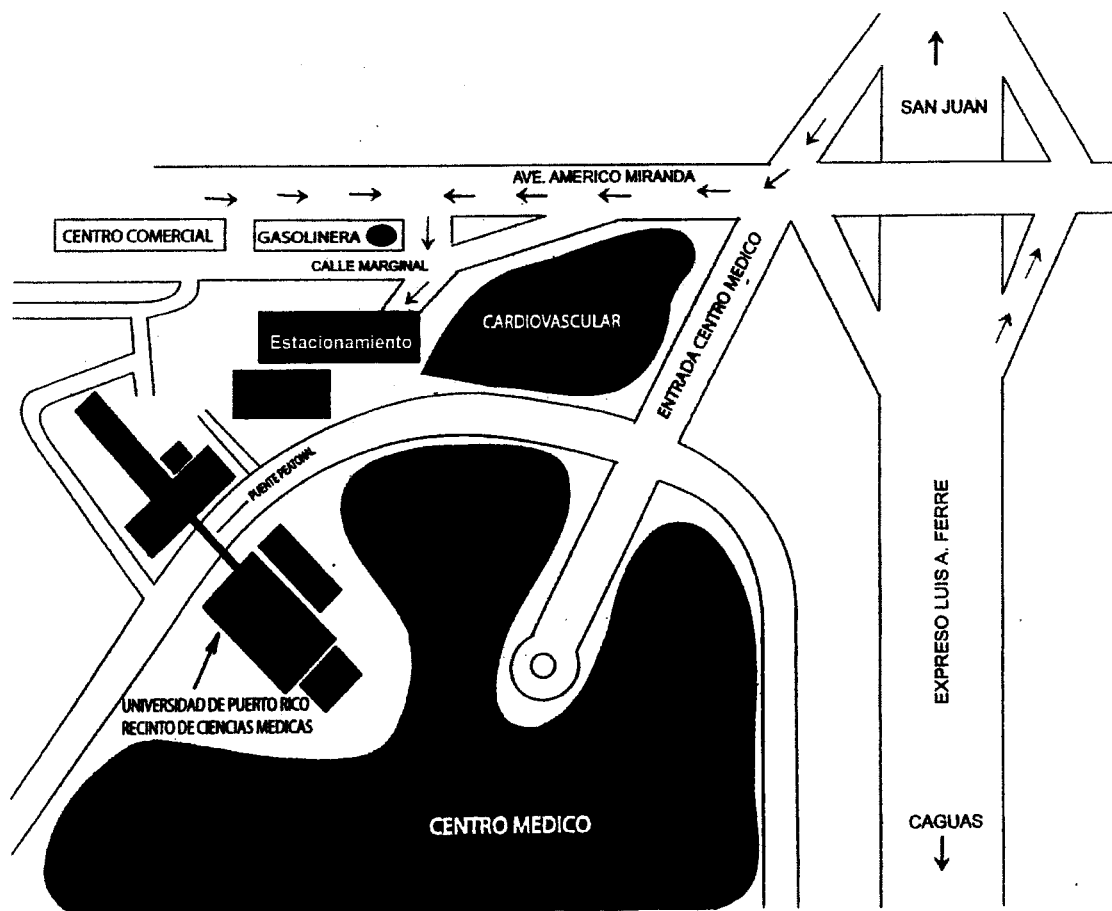 SAN JUAN
AVE. AMERICO MIRANDA
CENTRO COMERCIAL
GASOLINERA
CALLE MARGINAL
ENTRADA CENTRO MEDICO
CARDIOVASCULAR
Estacionamiento
PUENTE PEATONAL
EXPRESO LUIS A. FERRE
UNIVERSIDAD DE PUERTO RICO
RECINTO DE CIENCIAS MEDICAS
CENTRO MEDICO
CAGUAS